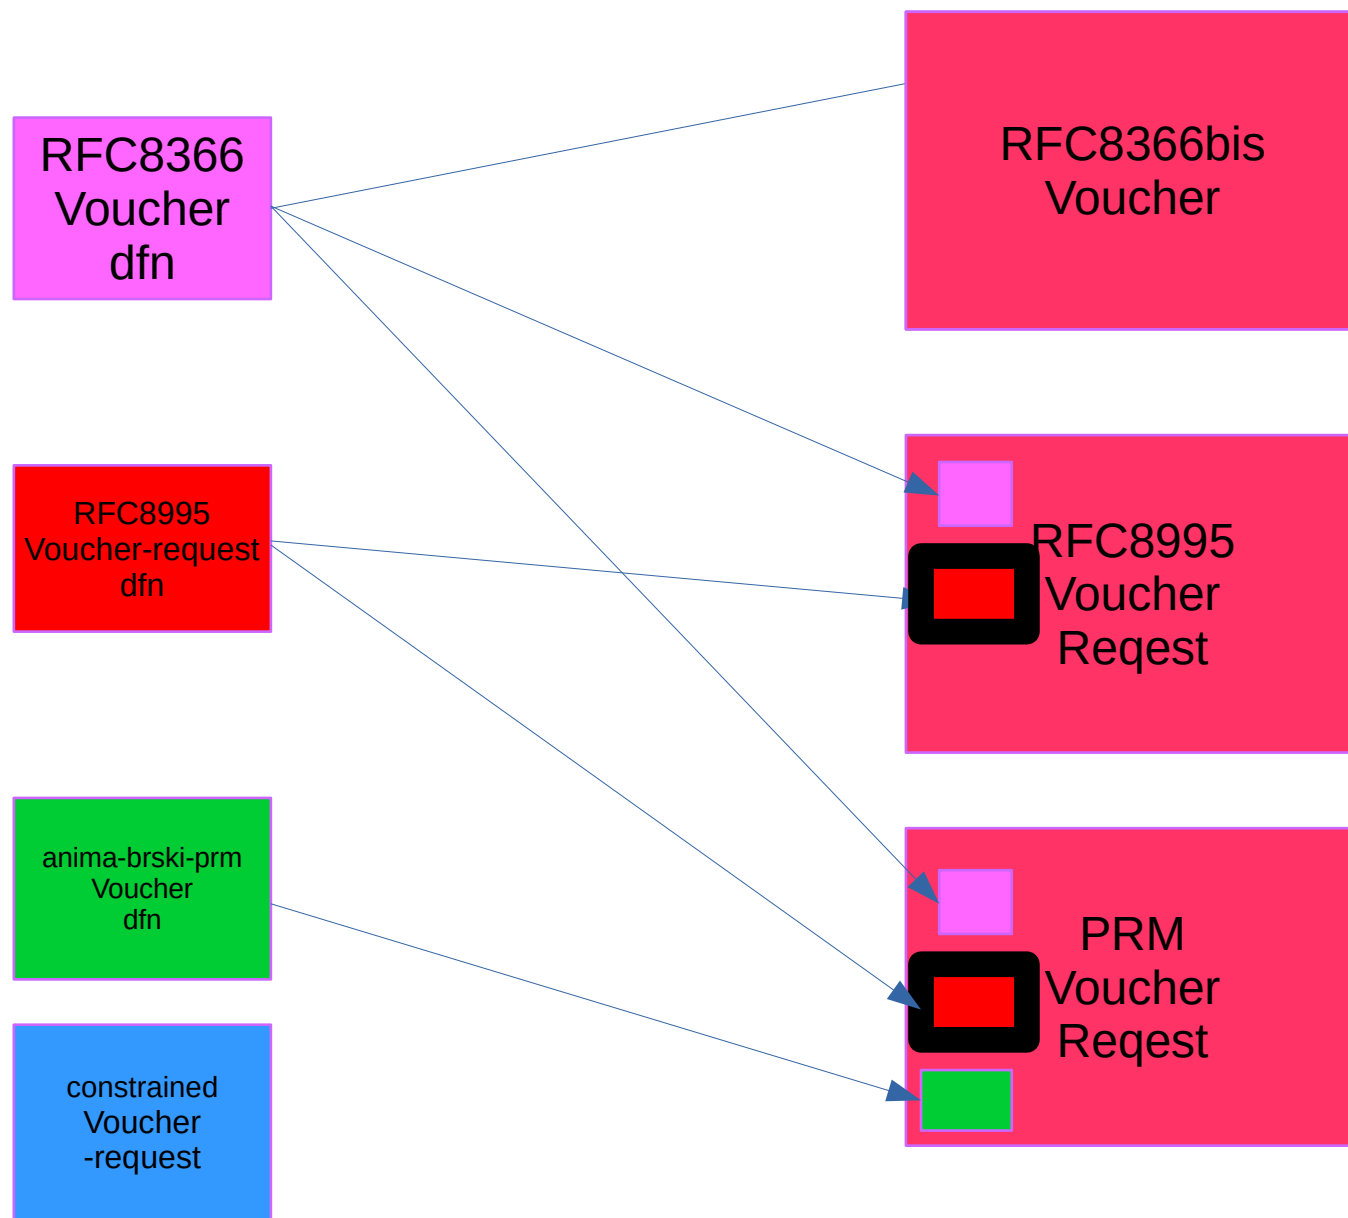 RFC8366
Voucher
dfn
RFC8366bis
Voucher
RFC8995
Voucher-request
dfn
RFC8995
Voucher
Reqest
anima-brski-prm
Voucher
dfn
PRM
Voucher
Reqest
constrained
Voucher
-request